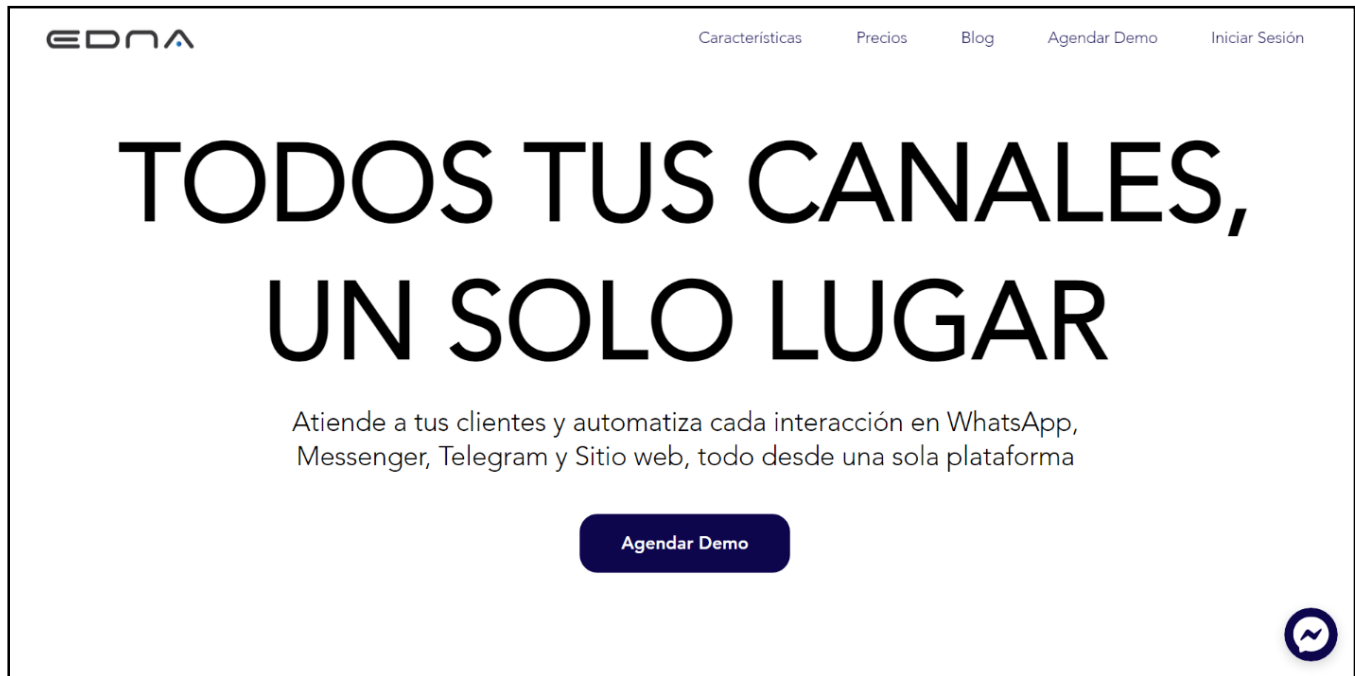 EDNA
Características Precios Blog Agendar Demo Iniciar Sesión
TODOS TUS CANALES,
UN SOLO LUGAR
Atiende a tus clientes y automatiza cada interacción en WhatsApp,
Messenger, Telegram y Sitio web, todo desde una sola plataforma
Agendar Demo